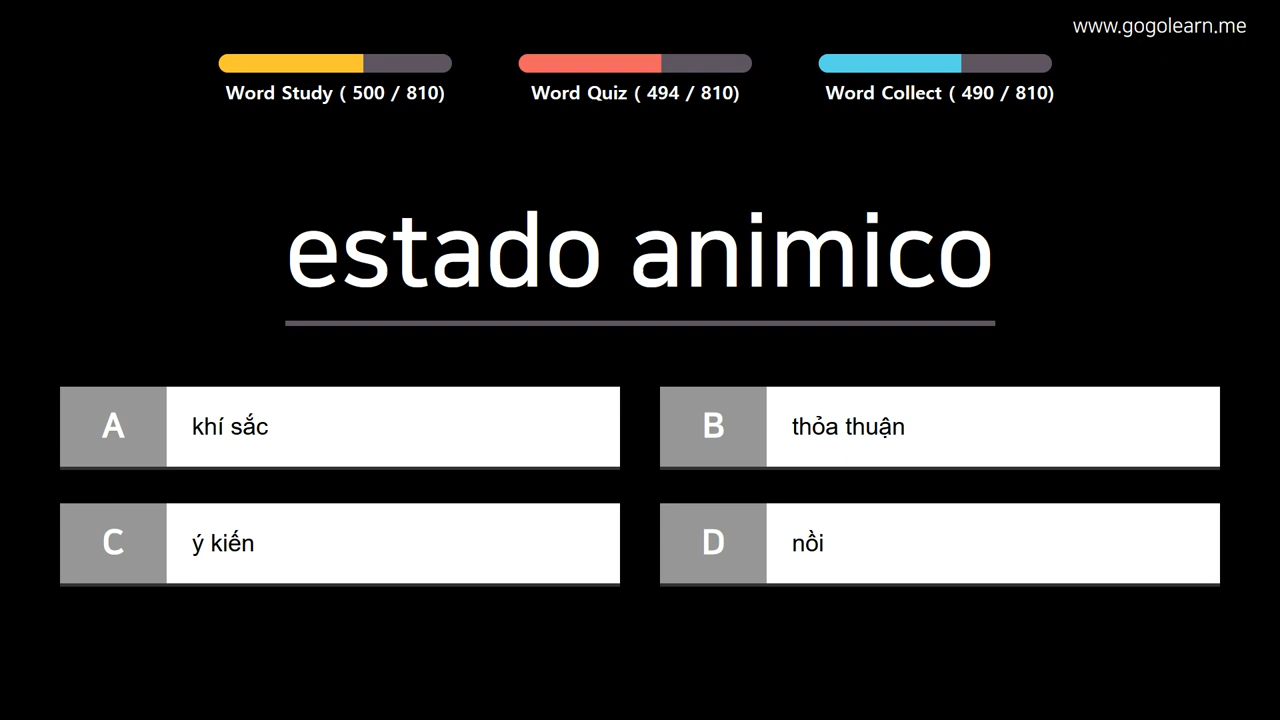 www.gogolearn.me
Word Study ( 500 / 810)
Word Quiz ( 494 / 810)
Word Collect ( 490 / 810)
estado animico
A
khí sắc
B
thỏa thuận
C
ý kiến
D
nồi